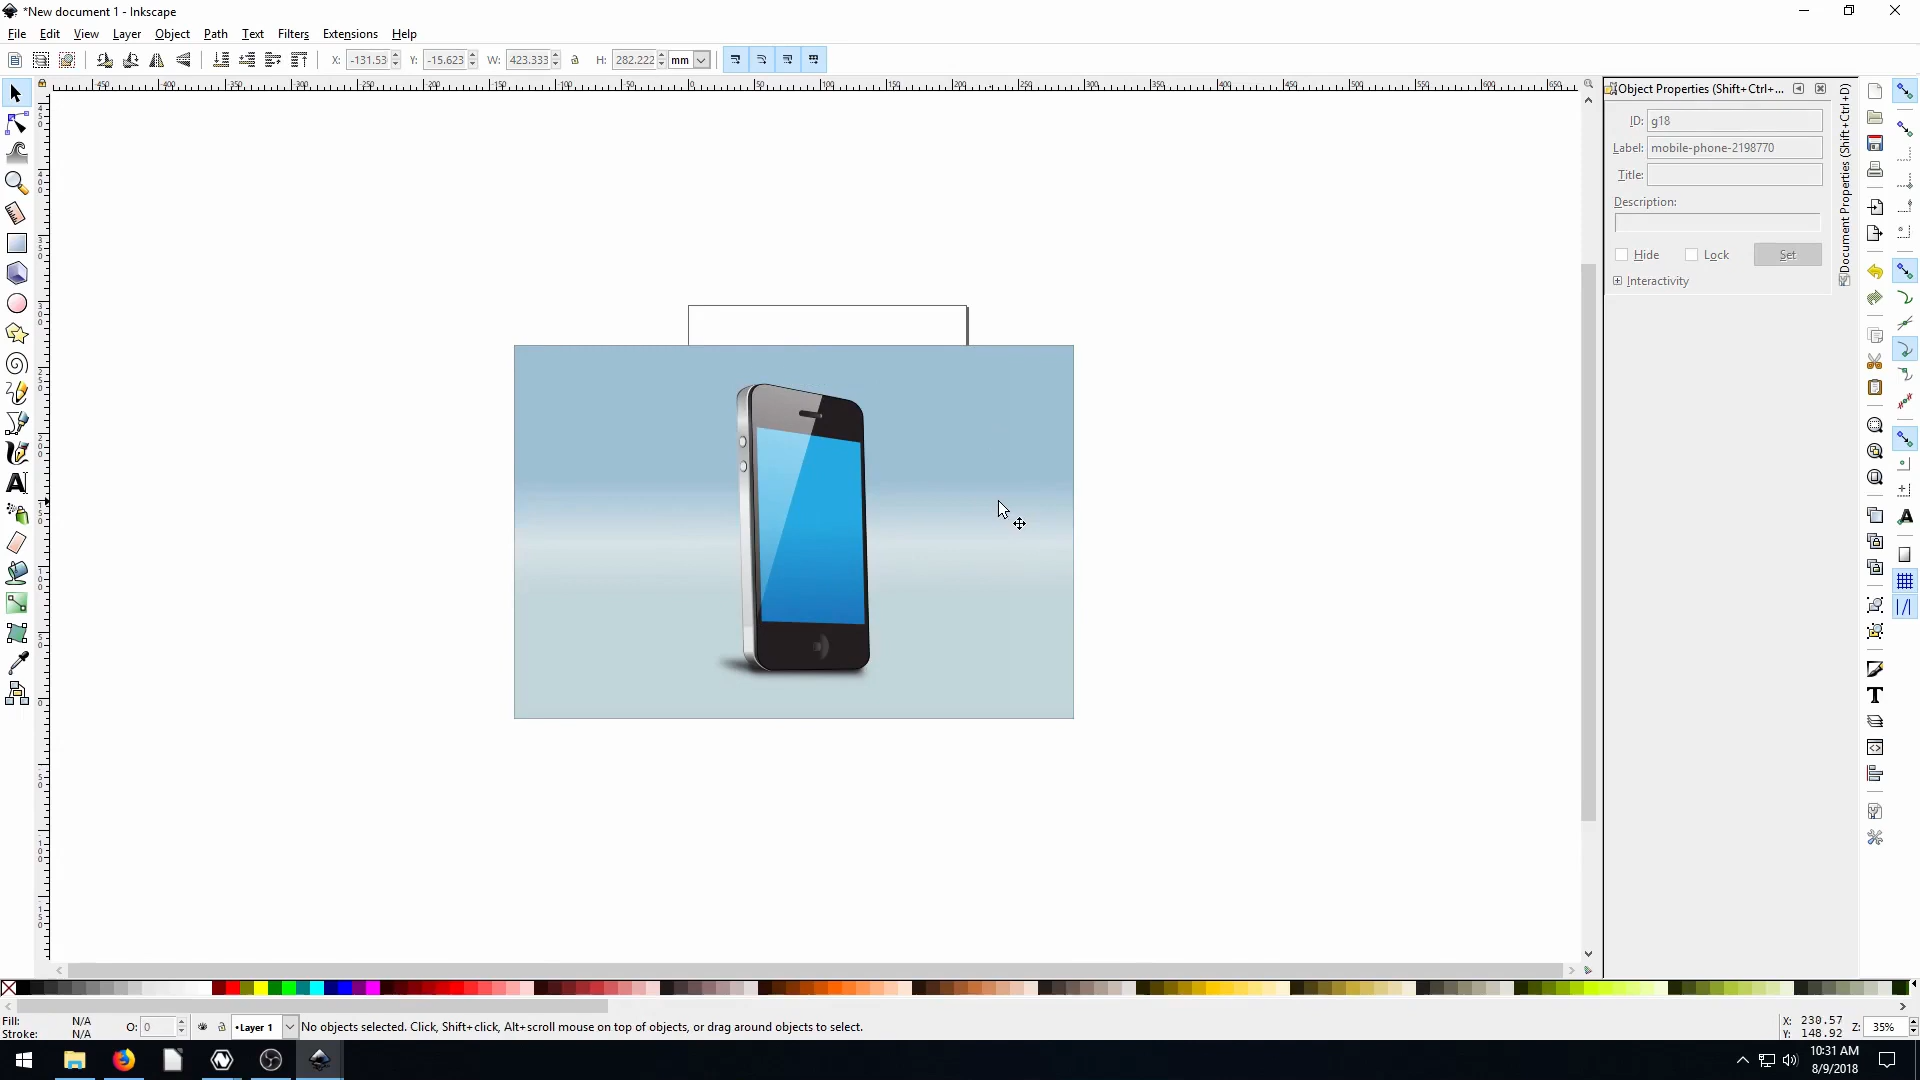 *New document 1 - Inkscape
File Edit View Layer Object Path Text Filters Extensions Help
X: -131.53 Y: -15.623 W: 423.333 H: 282.222 mm
Object Properties (Shift+Ctrl+...
ID: g18
Label: mobile-phone-2198770
Title:
Description:
Hide Lock Set
Interactivity
Document Properties (Shift+Ctrl+D)
Fill: N/A
Stroke: N/A
O: 0
•Layer 1
No objects selected. Click, Shift+click, Alt+scroll mouse on top of objects, or drag around objects to select.
X: 230.57
Y: 148.92
Z: 35%
10:31 AM
8/9/2018